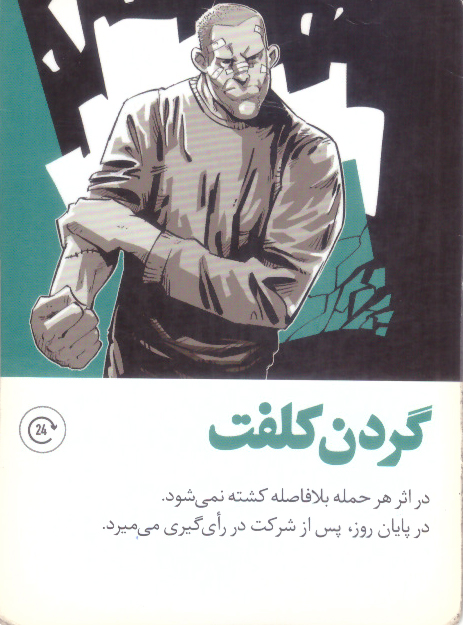 گردن کلفت
24
در اثر هر حمله بلافاصله کشته نمی‌شود.
در پایان روز، پس از شرکت در رأی‌گیری می‌میرد.